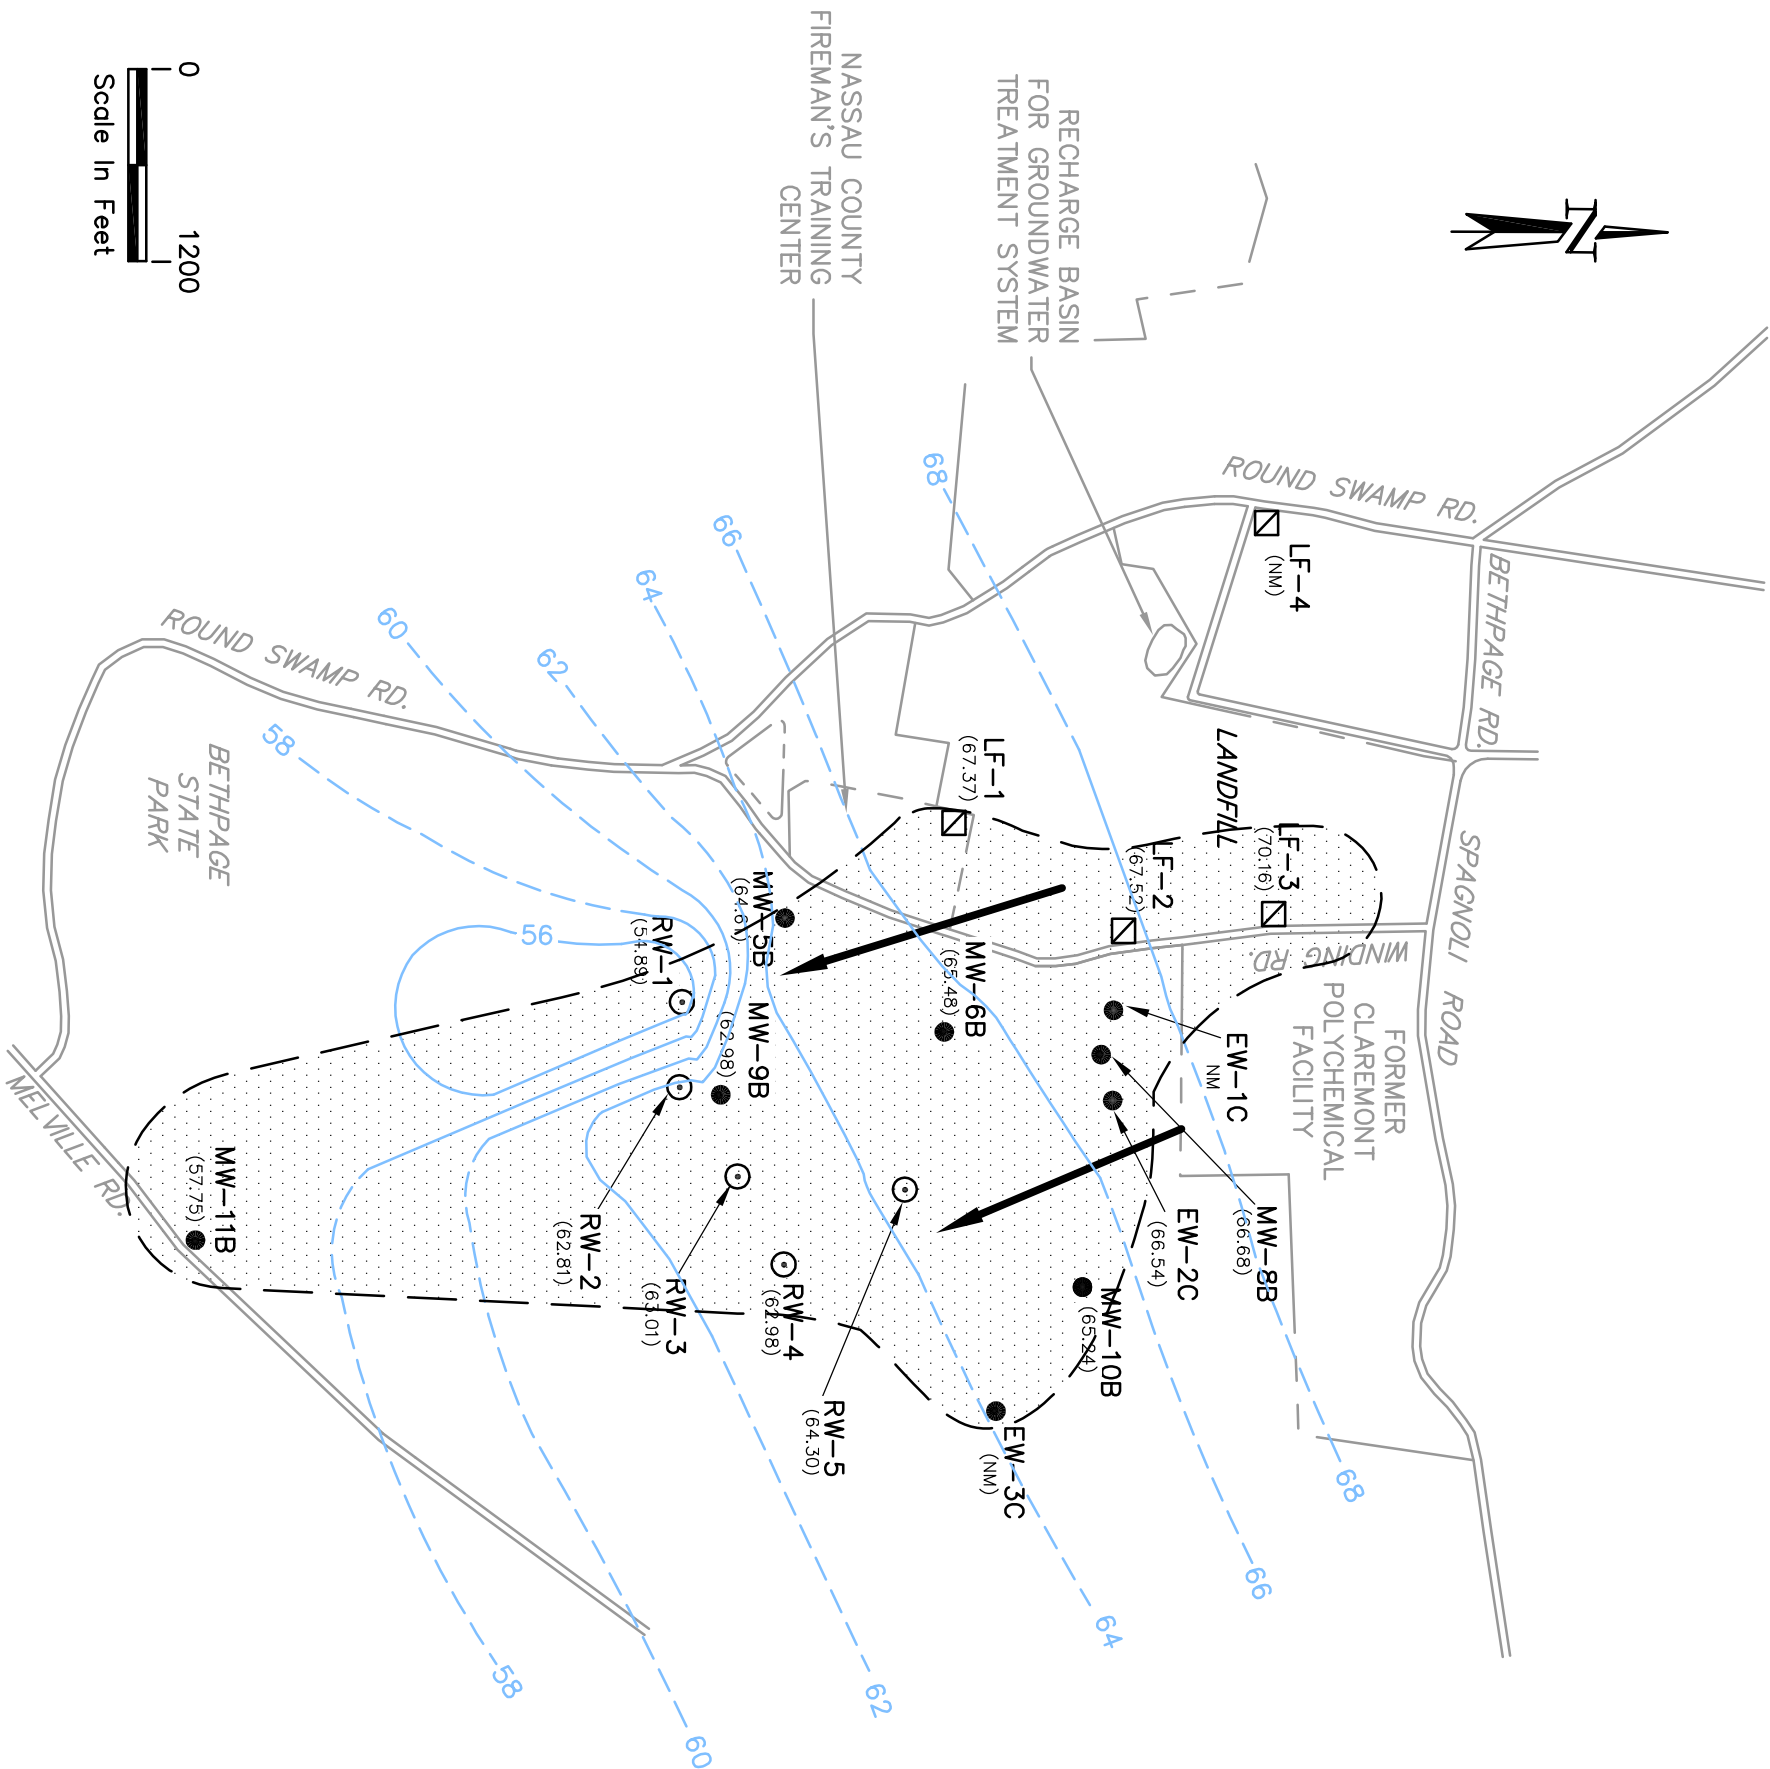 N
BETHPAGE RD.
ROUND SWAMP RD.
LF-4
(NM)
RECHARGE BASIN
FOR GROUNDWATER
TREATMENT SYSTEM
NASSAU COUNTY
FIREMAN'S TRAINING
CENTER
0
1200
Scale In Feet
SPAGNOLI ROAD
LANDFILL
LF-3
(70.16)
LF-2
(67.52)
LF-1
(67.37)
WINDING RD
FORMER
CLAREMONT
POLYCHEMICAL
FACILITY
EW-1C
NM
MW-8B
(66.68)
EW-2C
(66.54)
MW-10B
(65.24)
EW-3C
(NM)
MW-6B
(65.48)
MW-5B
(64.61)
MW-9B
(62.98)
RW-1
(54.89)
RW-2
(62.81)
RW-3
(63.01)
RW-4
(62.98)
RW-5
(64.30)
MW-11B
(57.75)
ROUND SWAMP RD.
BETHPAGE
STATE
PARK
MELVILLE RD.
68
66
64
62
60
58
56
68
66
64
62
60
58